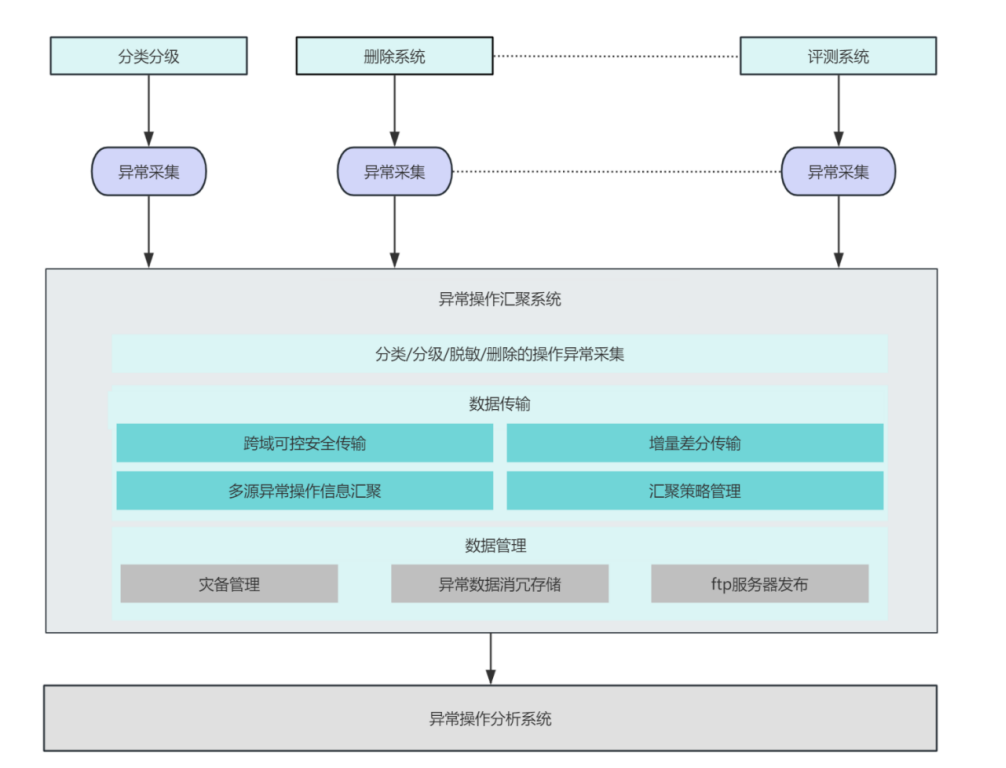 分类分级
删除系统
评测系统
异常采集
异常采集
异常采集
异常操作汇聚系统
分类/分级/脱敏/删除的操作异常采集
数据传输
跨域可控安全传输
增量差分传输
多源异常操作信息汇聚
汇聚策略管理
数据管理
灾备管理
异常数据消冗存储
ftp服务器发布
异常操作分析系统